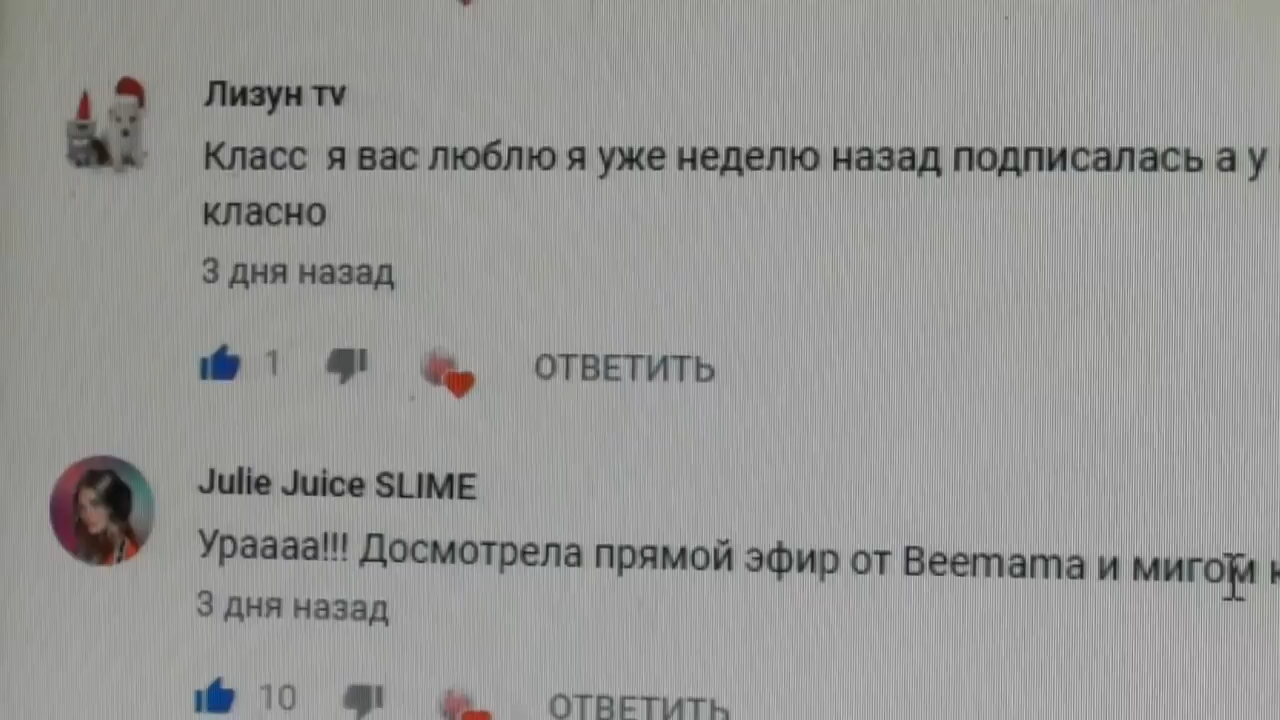 Лизун TV
Класс я вас люблю я уже неделю назад подписалась а у
класно
3 дня назад
1
ОТВЕТИТЬ
Julie Juice SLIME
Ураааа!!! Досмотрела прямой эфир от Beemama и мигом
3 дня назад
10
ОТВЕТИТЬ